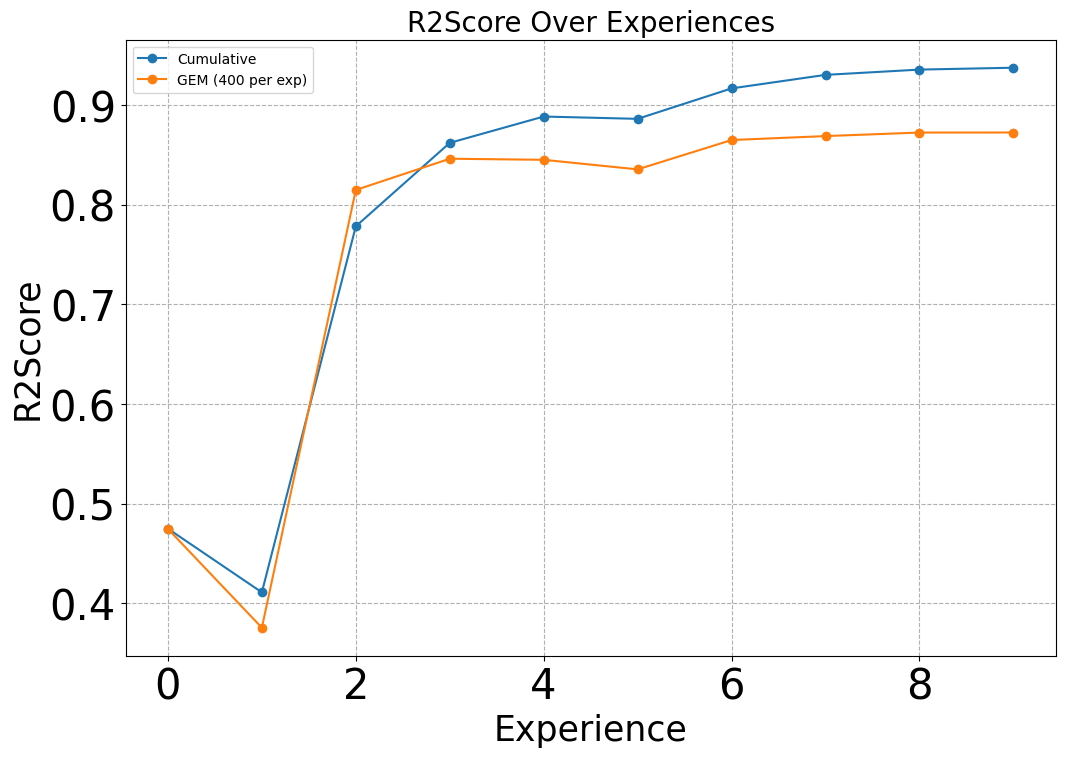 R2Score Over Experiences
Cumulative
GEM (400 per exp)
0.9
0.8
0.7
0.6
0.5
0.4
R2Score
0 2 4 6 8
Experience